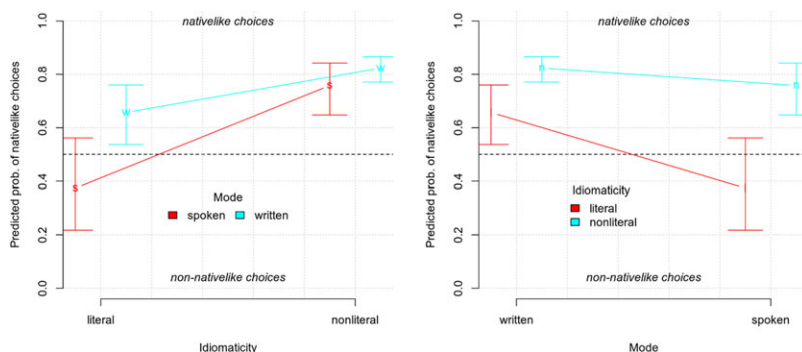 nativelike choices
1.0
0.8
0.6
0.4
0.2
0.0
Predicted prob. of nativelike choices
W
W
S
S
Mode
spoken written
non-nativelike choices
literal nonliteral
Idiomaticity
nativelike choices
1.0
0.8
0.6
0.4
0.2
0.0
Predicted prob. of nativelike choices
n
n
l
l
Idiomaticity
literal
nonliteral
non-nativelike choices
written spoken
Mode